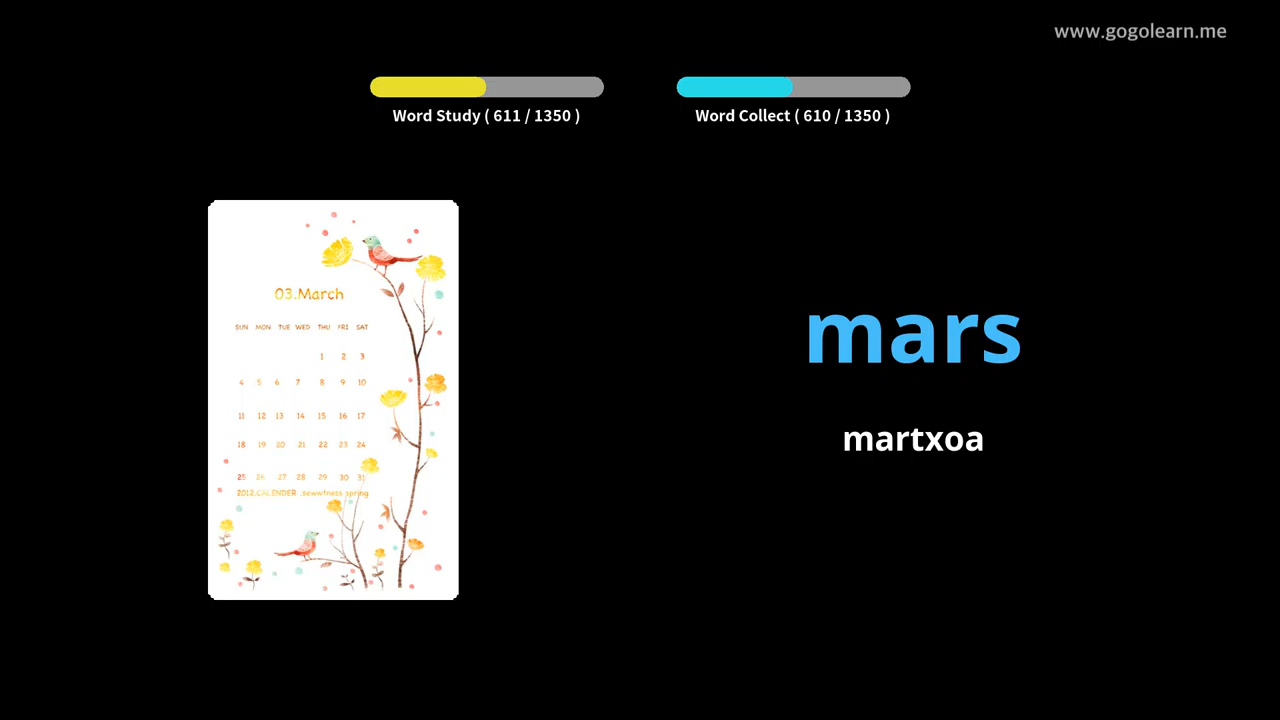 www.gogolearn.me
Word Study ( 611 / 1350 )
Word Collect ( 610 / 1350 )
03.March
SUN MON TUE WED THU FRI SAT
1 2 3
4 5 6 7 8 9 10
11 12 13 14 15 16 17
18 19 20 21 22 23 24
25 26 27 28 29 30 31
2012.CALENDER .sewwtness spring
mars
martxoa